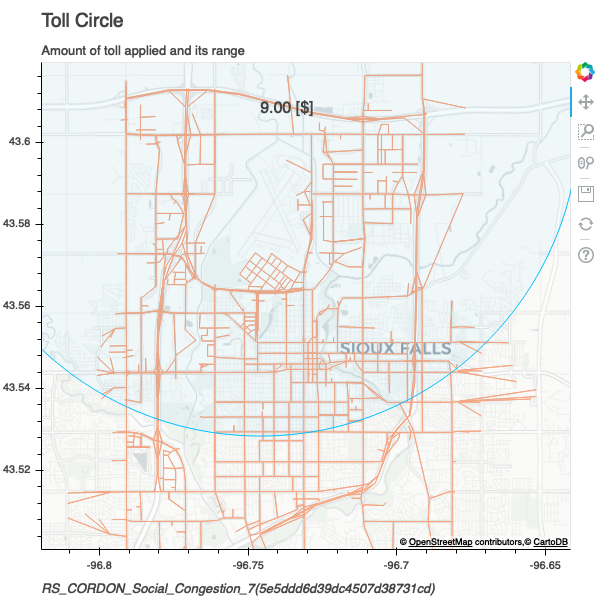 Toll Circle
Amount of toll applied and its range
9.00 [$]
43.6
43.58
43.56
SIOUX FALLS
43.54
43.52
© OpenStreetMap contributors,© CartoDB
-96.8 -96.75 -96.7 -96.65
RS_CORDON_Social_Congestion_7(5e5ddd6d39dc4507d38731cd)